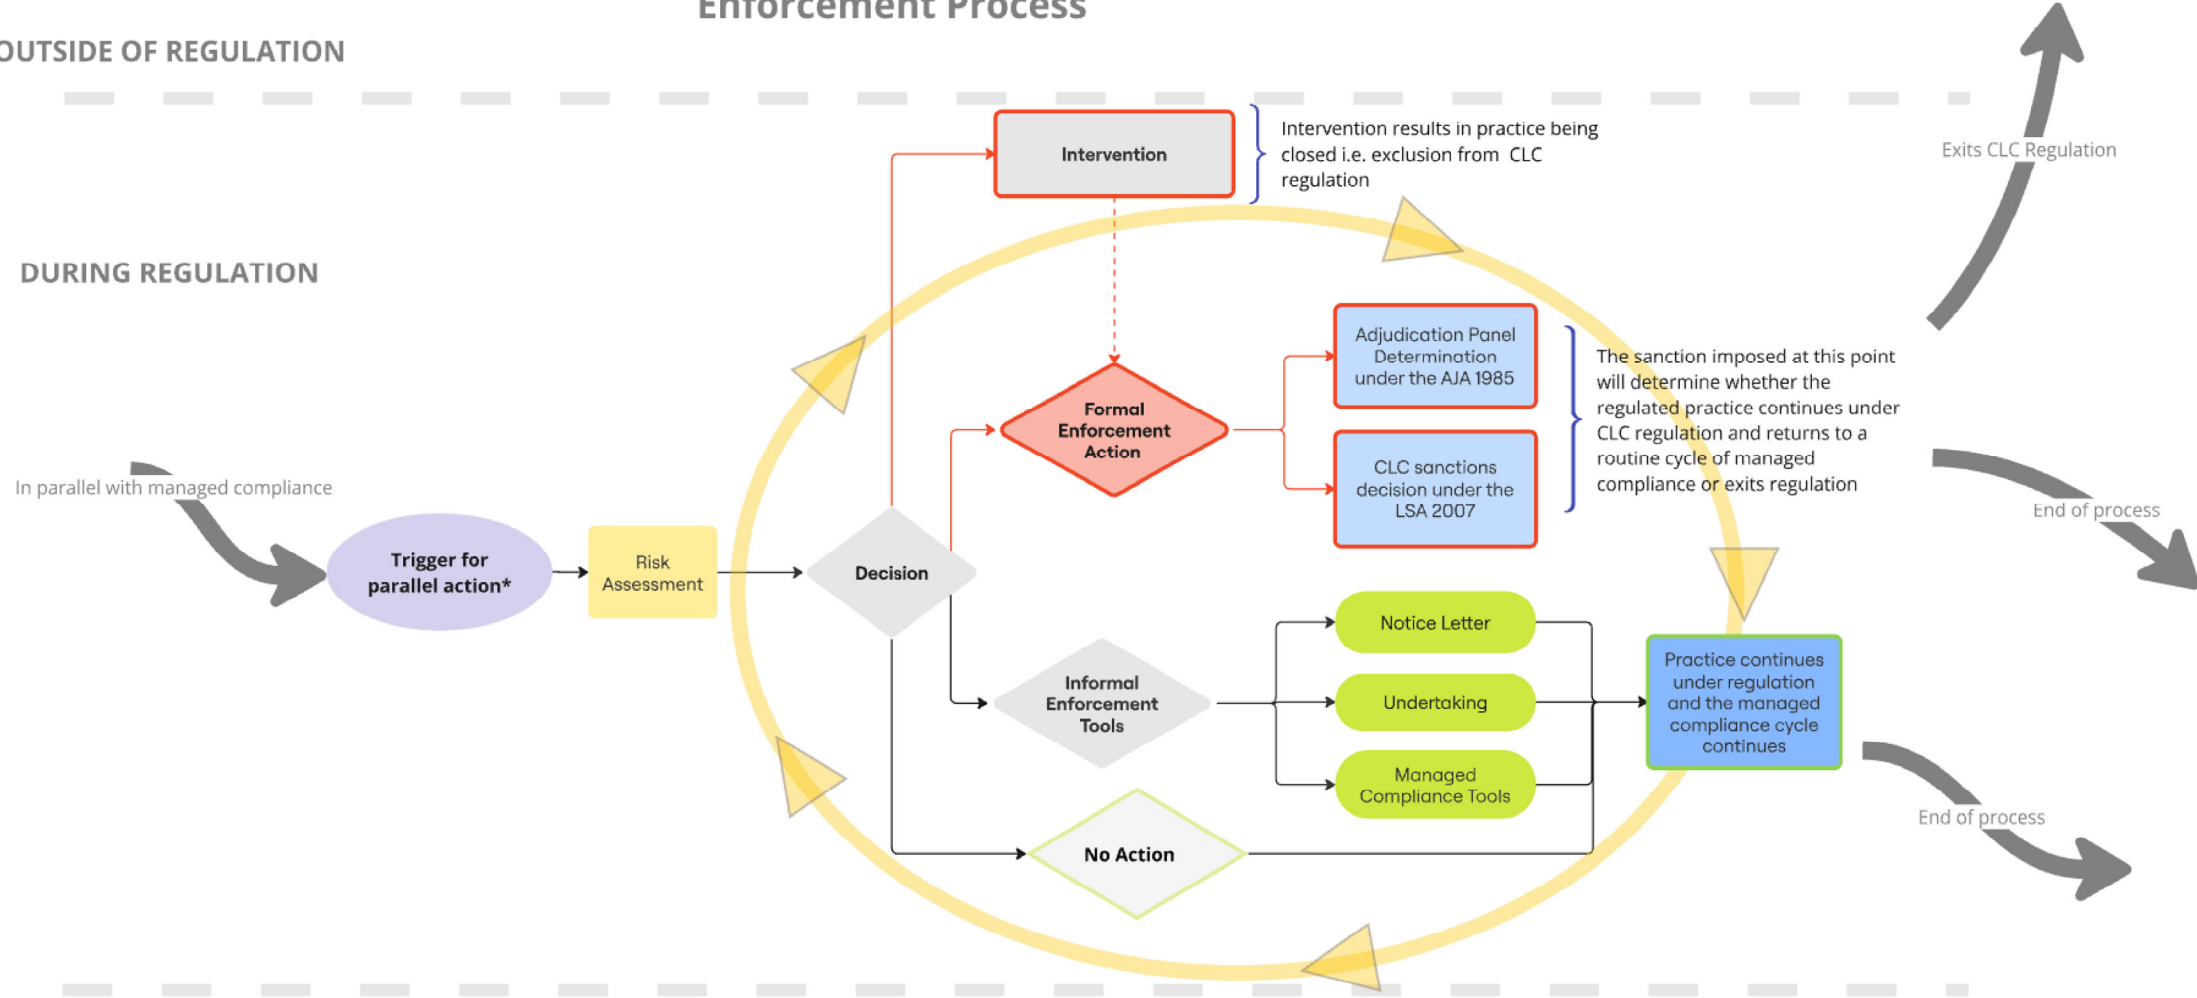 Enforcement Process
OUTSIDE OF REGULATION
Intervention
Intervention results in practice being
closed i.e. exclusion from CLC
regulation
Exits CLC Regulation
DURING REGULATION
Adjudication Panel
Determination
under the AJA 1985
Formal
Enforcement
Action
CLC sanctions
decision under the
LSA 2007
The sanction imposed at this point
will determine whether the
regulated practice continues under
CLC regulation and returns to a
routine cycle of managed
compliance or exits regulation
End of process
In parallel with managed compliance
Trigger for
parallel action*
Risk
Assessment
Decision
Notice Letter
Informal
Enforcement
Tools
Undertaking
Managed
Compliance Tools
Practice continues
under regulation
and the managed
compliance cycle
continues
End of process
No Action